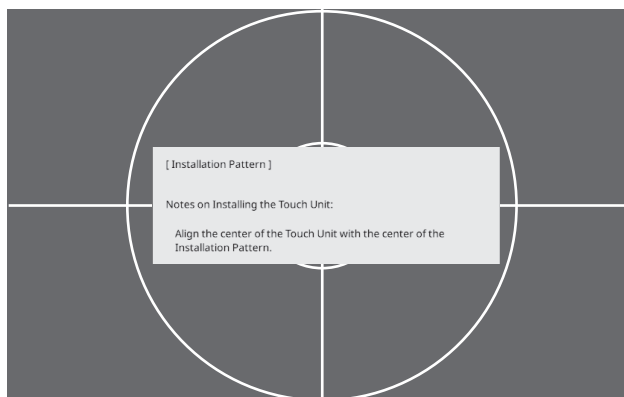 [ Installation Pattern ]
Notes on Installing the Touch Unit:
Align the center of the Touch Unit with the center of the
Installation Pattern.